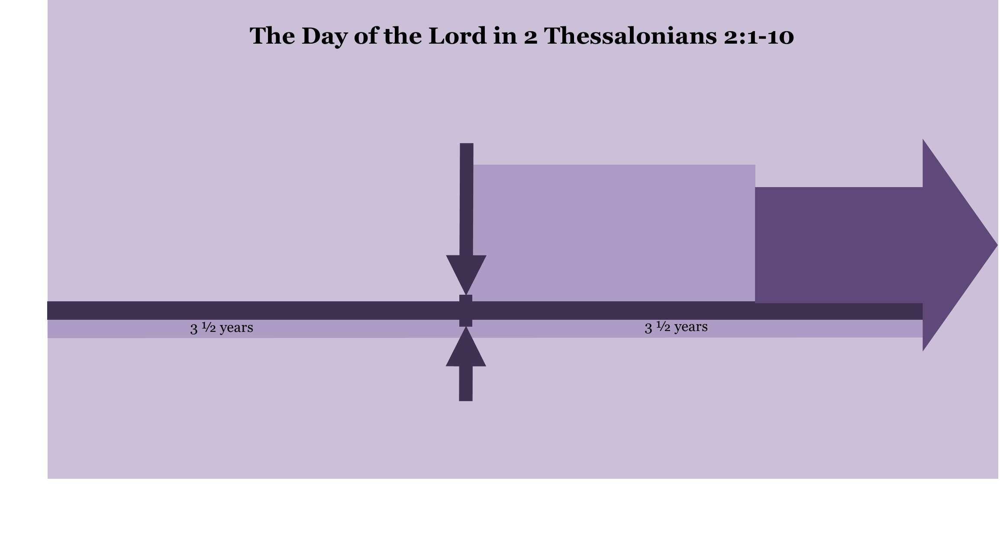 The Day of the Lord in 2 Thessalonians 2:1-10
3 ½ years
3 ½ years